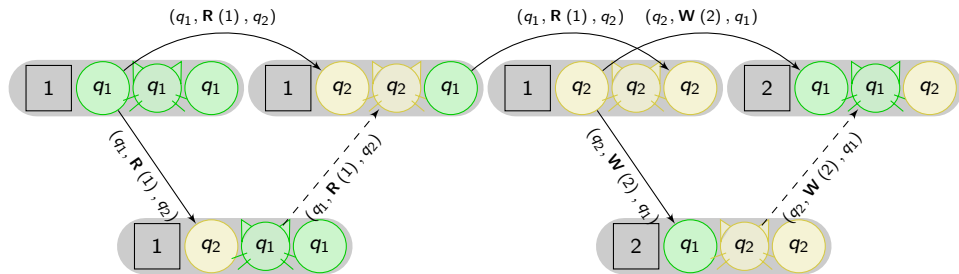 (q₁, R (1) , q₂)
(q₁, R (1) , q₂)
(q₂, W (2) , q₁)
1 q₁ q₁ q₁
1 q₂ q₂ q₁
1 q₂ q₂ q₂
2 q₁ q₁ q₂
(q₁, R (1) , q₂)
(q₁, R (1) , q₂)
(q₂, W (2) , q₁)
(q₂, W (2) , q₁)
1 q₂ q₁ q₁
2 q₁ q₂ q₂